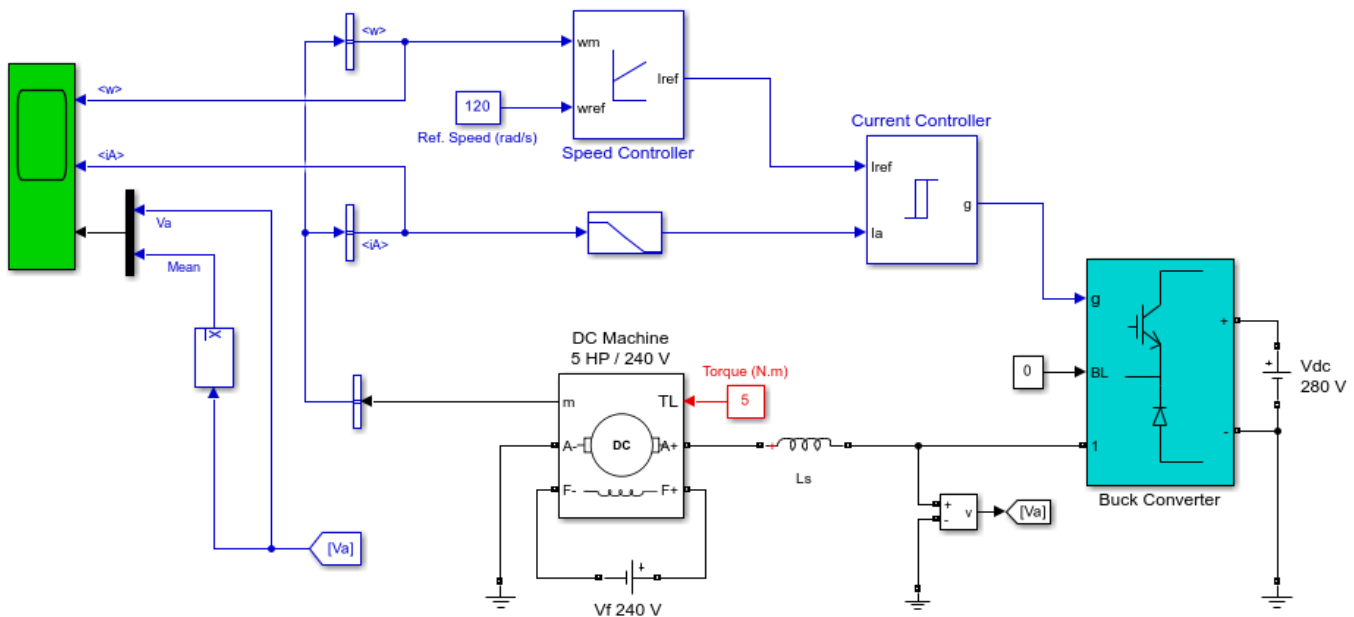 <w>
wm
Iref
<w>
120
wref
Ref. Speed (rad/s)
Speed Controller
Current Controller
<iA>
Iref
g
Va
<iA>
Ia
Mean
x
g
DC Machine
5 HP / 240 V
Torque (N.m)
+
+
Vdc
280 V
0
BL
m
TL
5
A-
DC
A+
+
-
1
Ls
F-
F+
Buck Converter
+
-
v
[Va]
[Va]
+
Vf 240 V